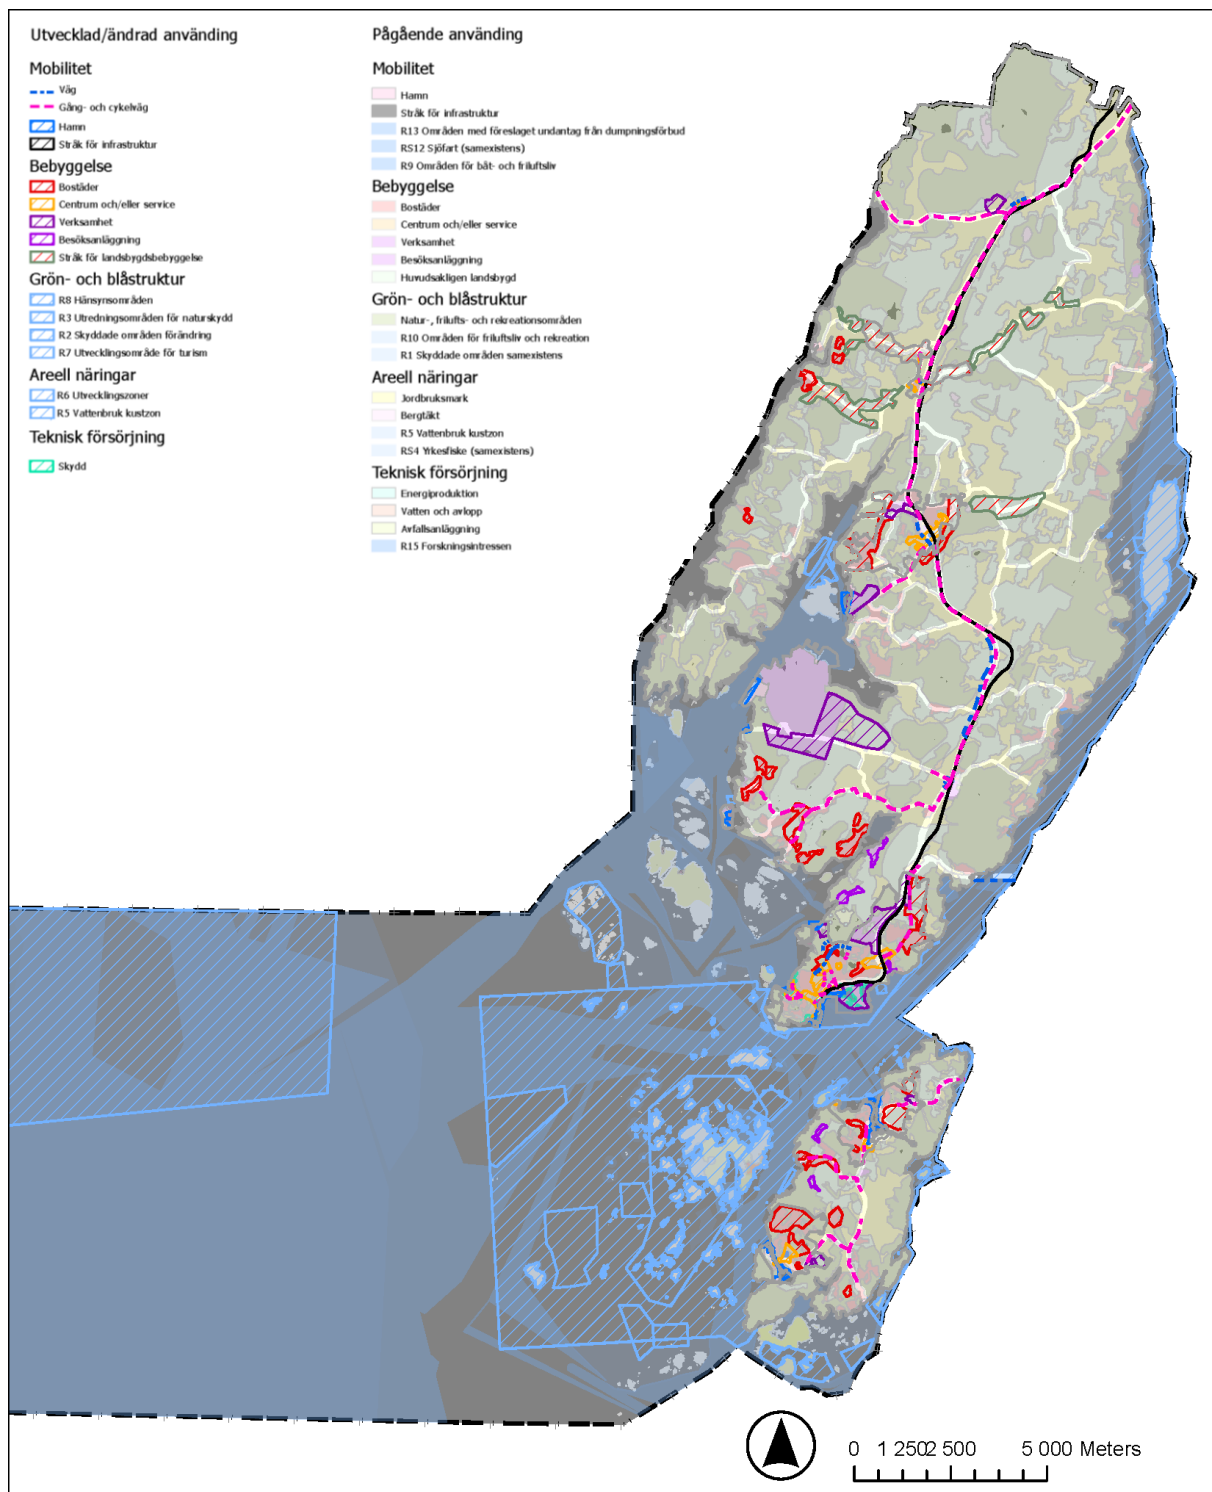 Utvecklad/ändrad använding
Mobilitet
Väg
Gång- och cykelväg
Hamn
Stråk för infrastruktur
Bebyggelse
Bostäder
Centrum och/eller service
Verksamhet
Besöksanläggning
Stråk för landsbygdsbebyggelse
Grön- och blåstruktur
R8 Hänsynsområden
R3 Utredningsområden för naturskydd
R2 Skyddade områden förändring
R7 Utvecklingsområde för turism
Areell näringar
R6 Utvecklingszoner
R5 Vattenbruk kustzon
Teknisk försörjning
Skydd
Pågående använding
Mobilitet
Hamn
Stråk för infrastruktur
R13 Områden med föreslaget undantag från dumpningsförbud
RS12 Sjöfart (samexistens)
R9 Områden för båt- och friluftsliv
Bebyggelse
Bostäder
Centrum och/eller service
Verksamhet
Besöksanläggning
Huvudsakligen landsbygd
Grön- och blåstruktur
Natur-, frilufts- och rekreationsområden
R10 Områden för friluftsliv och rekreation
R1 Skyddade områden samexistens
Areell näringar
Jordbruksmark
Bergtäkt
R5 Vattenbruk kustzon
RS4 Yrkesfiske (samexistens)
Teknisk försörjning
Energiproduktion
Vatten och avlopp
Avfallsanläggning
R15 Forskningsintressen
0 1 250 2 500 5 000 Meters